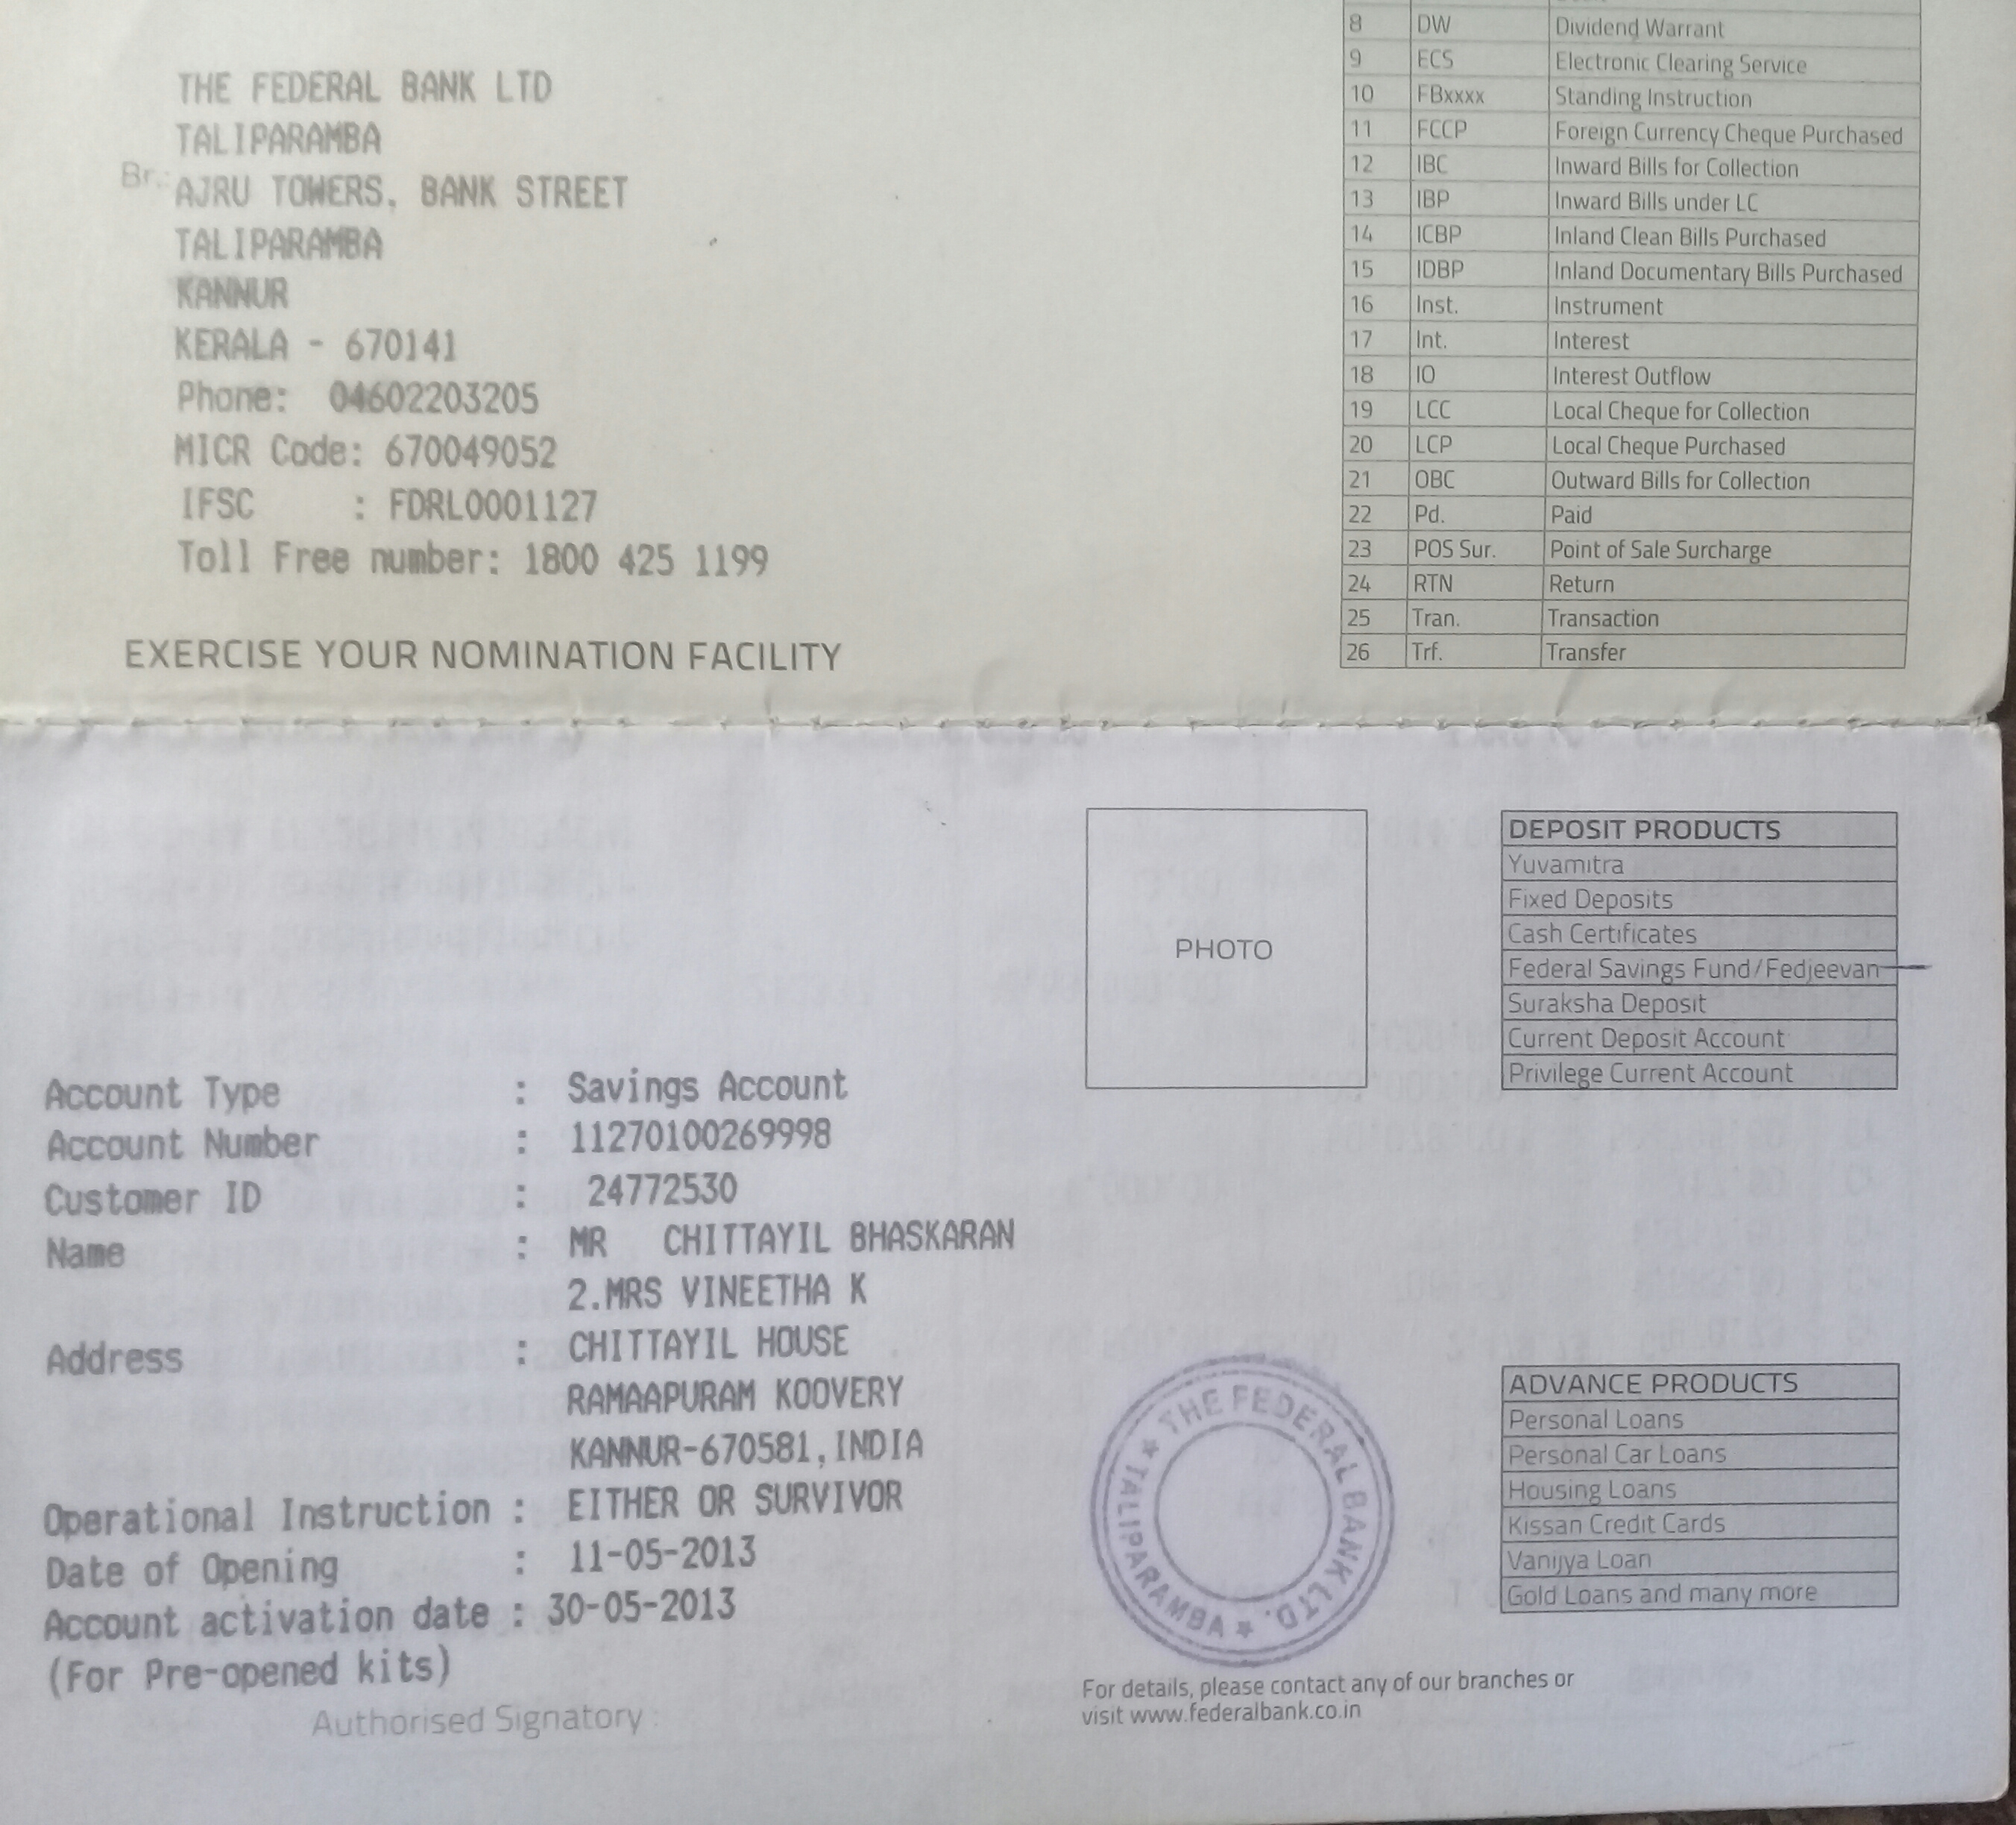 THE FEDERAL BANK LTD
TALIPARAMBA
Br.: AJRU TOWERS, BANK STREET
TALIPARAMBA
KANNUR
KERALA - 670141
Phone: 04602203205
MICR Code: 670049052
IFSC : FDRL0001127
Toll Free number: 1800 425 1199
EXERCISE YOUR NOMINATION FACILITY
8 DW Dividend Warrant
9 ECS Electronic Clearing Service
10 FBxxxx Standing Instruction
11 FCCP Foreign Currency Cheque Purchased
12 IBC Inward Bills for Collection
13 IBP Inward Bills under LC
14 ICBP Inland Clean Bills Purchased
15 IDBP Inland Documentary Bills Purchased
16 Inst. Instrument
17 Int. Interest
18 IO Interest Outflow
19 LCC Local Cheque for Collection
20 LCP Local Cheque Purchased
21 OBC Outward Bills for Collection
22 Pd. Paid
23 POS Sur. Point of Sale Surcharge
24 RTN Return
25 Tran. Transaction
26 Trf. Transfer
PHOTO
DEPOSIT PRODUCTS
Yuvamitra
Fixed Deposits
Cash Certificates
Federal Savings Fund/Fedjeevan
Suraksha Deposit
Current Deposit Account
Privilege Current Account
Account Type : Savings Account
Account Number : 11270100269998
Customer ID : 24772530
Name : MR CHITTAYIL BHASKARAN
2.MRS VINEETHA K
Address : CHITTAYIL HOUSE
RAMAAPURAM KOOVERY
KANNUR-670581,INDIA
Operational Instruction : EITHER OR SURVIVOR
Date of Opening : 11-05-2013
Account activation date : 30-05-2013
(For Pre-opened kits)
Authorised Signatory :
THE FEDERAL BANK LTD.
TALIPARAMBA
ADVANCE PRODUCTS
Personal Loans
Personal Car Loans
Housing Loans
Kissan Credit Cards
Vanijya Loan
Gold Loans and many more
For details, please contact any of our branches or
visit www.federalbank.co.in